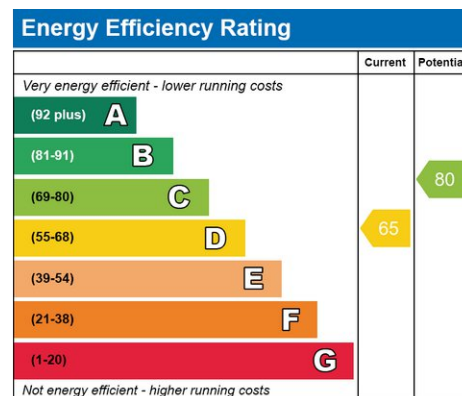 Energy Efficiency Rating
Current Potentia
Very energy efficient - lower running costs
(92 plus) A
(81-91) B
(69-80) C
80
(55-68) D
65
(39-54) E
(21-38) F
(1-20) G
Not energy efficient - higher running costs